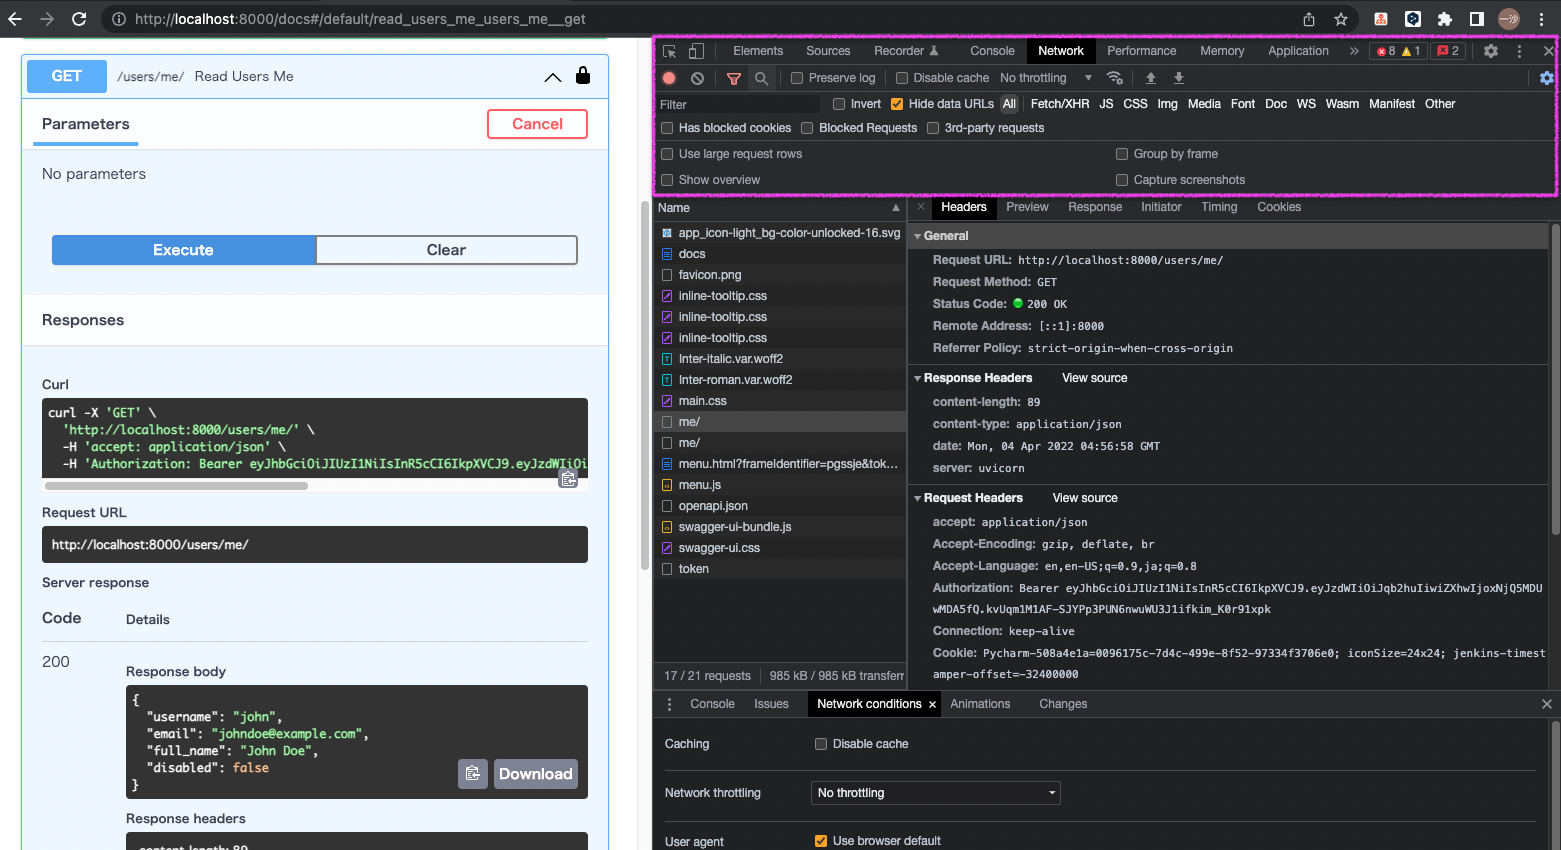 http://localhost:8000/docs#/default/read_users_me_users_me__get
一沙
GET /users/me/ Read Users Me
Parameters
Cancel
No parameters
Execute
Clear
Responses
Curl
curl -X 'GET' \
'http://localhost:8000/users/me/' \
-H 'accept: application/json' \
-H 'Authorization: Bearer eyJhbGciOiJIUzI1NiIsInR5cCI6IkpXVCJ9.eyJzdWIiOi
Request URL
http://localhost:8000/users/me/
Server response
Code Details
200
Response body
{
"username": "john",
"email": "johndoe@example.com",
"full_name": "John Doe",
"disabled": false
}
Download
Response headers
content-length: 89
Elements Sources Recorder Console Network Performance Memory Application » 8 1 2
Preserve log Disable cache No throttling
Filter Invert Hide data URLs All Fetch/XHR JS CSS Img Media Font Doc WS Wasm Manifest Other
Has blocked cookies Blocked Requests 3rd-party requests
Use large request rows Group by frame
Show overview Capture screenshots
Name
app_icon-light_bg-color-unlocked-16.svg
docs
favicon.png
inline-tooltip.css
inline-tooltip.css
inline-tooltip.css
Inter-italic.var.woff2
Inter-roman.var.woff2
main.css
me/
me/
menu.html?frameIdentifier=pgssje&tok...
menu.js
openapi.json
swagger-ui-bundle.js
swagger-ui.css
token
17 / 21 requests 985 kB / 985 kB transferr
Headers Preview Response Initiator Timing Cookies
General
Request URL: http://localhost:8000/users/me/
Request Method: GET
Status Code: 200 OK
Remote Address: [::1]:8000
Referrer Policy: strict-origin-when-cross-origin
Response Headers View source
content-length: 89
content-type: application/json
date: Mon, 04 Apr 2022 04:56:58 GMT
server: uvicorn
Request Headers View source
accept: application/json
Accept-Encoding: gzip, deflate, br
Accept-Language: en,en-US;q=0.9,ja;q=0.8
Authorization: Bearer eyJhbGciOiJIUzI1NiIsInR5cCI6IkpXVCJ9.eyJzdWIiOiJqb2huIiwiZXhwIjoxNjQ5MDU
wMDA5fQ.kvUqm1M1AF-SJYPp3PUN6nwuWU3J1ifkim_K0r91xpk
Connection: keep-alive
Cookie: Pycharm-508a4e1a=0096175c-7d4c-499e-8f52-97334f3706e0; iconSize=24x24; jenkins-timest
amper-offset=-32400000
Console Issues Network conditions × Animations Changes
Caching Disable cache
Network throttling No throttling
User agent Use browser default